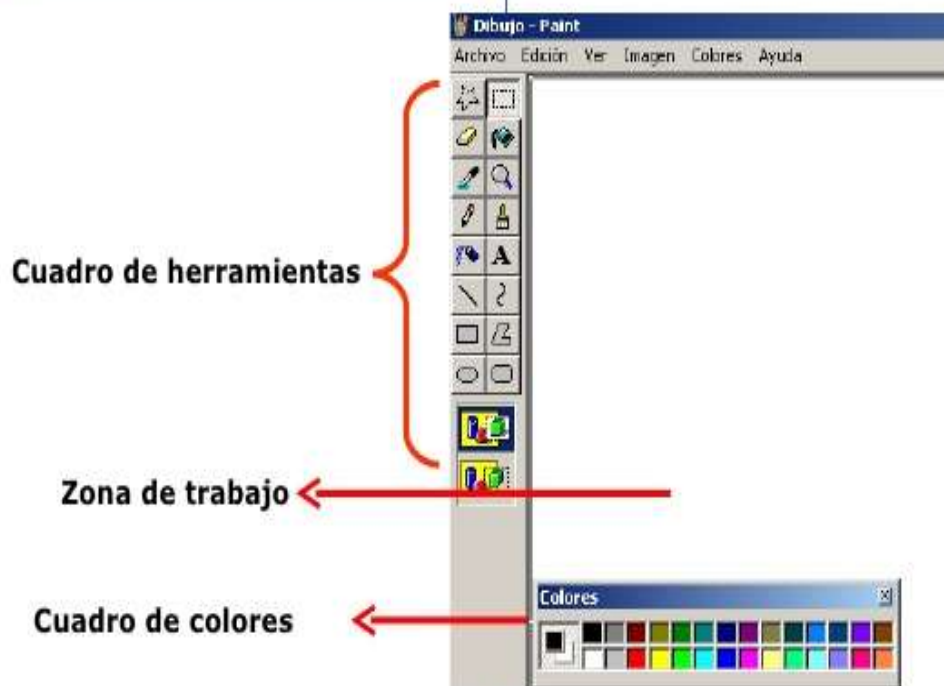 Dibujo - Paint
Archivo Edición Ver Imagen Colores Ayuda
A
Cuadro de herramientas
Zona de trabajo
Colores
Cuadro de colores